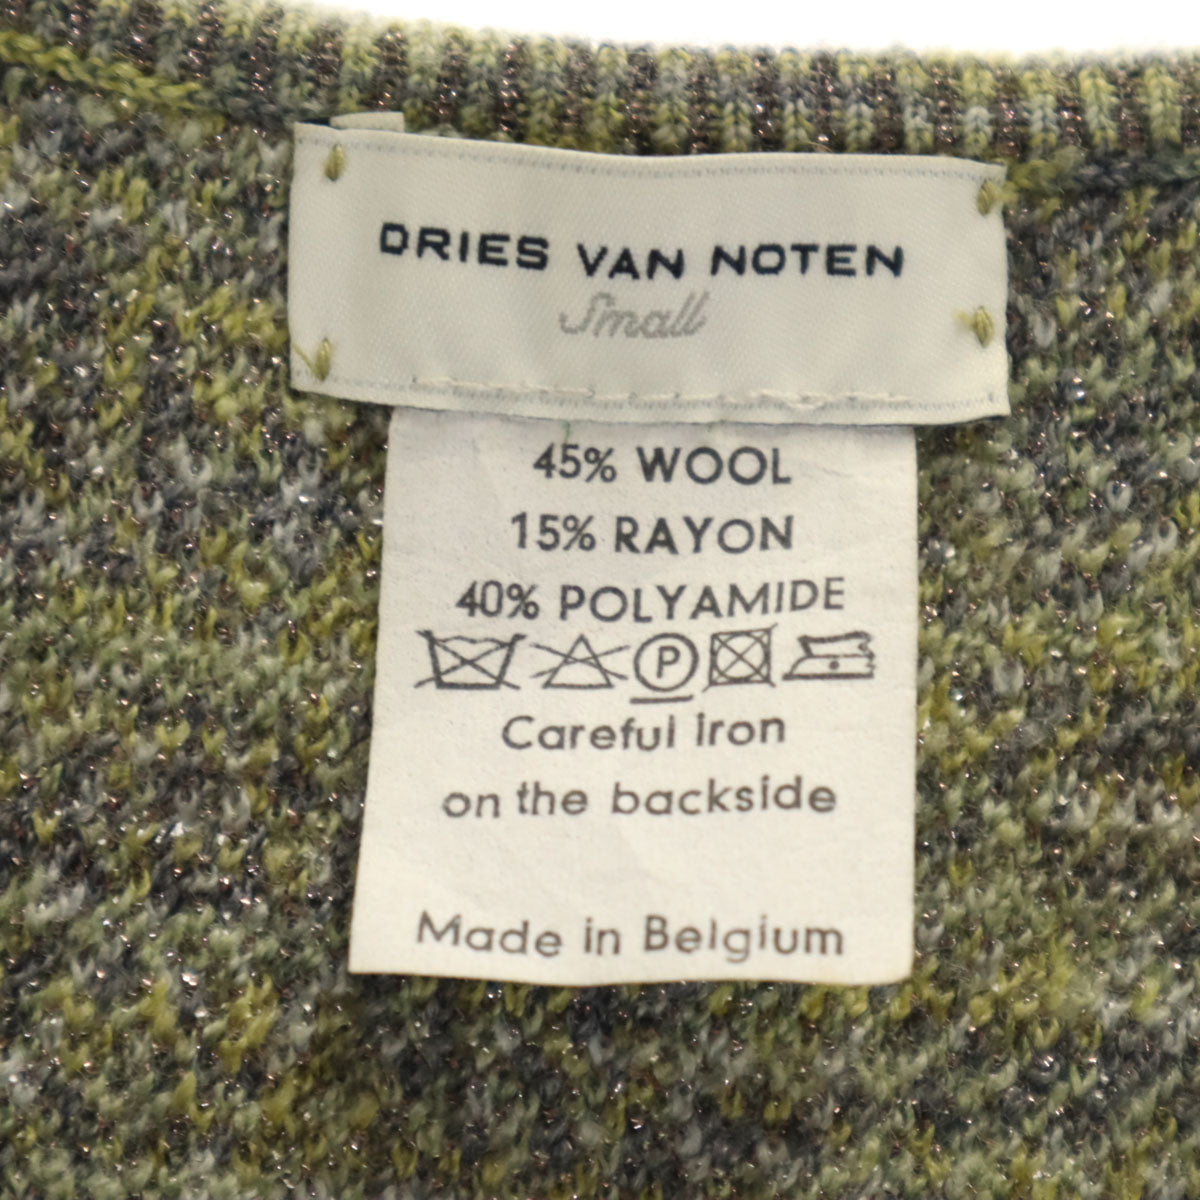 DRIES VAN NOTEN
Small
45% WOOL
15% RAYON
40% POLYAMIDE
P
Careful iron
on the backside
Made in Belgium